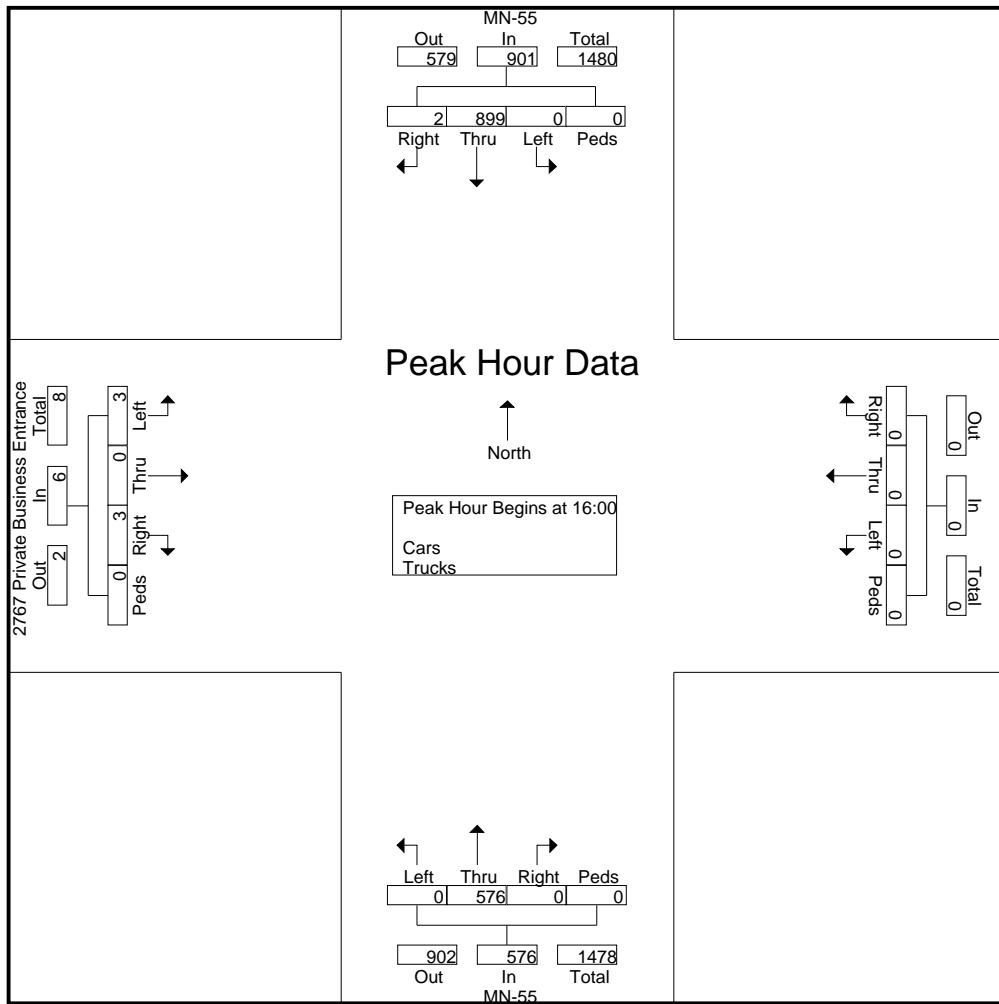 MN-55
Out In Total
579 901 1480
2 899 0 0
Right Thru Left Peds
Peak Hour Data
North
Peak Hour Begins at 16:00
Cars
Trucks
2767 Private Business Entrance
Out In Total
2 6 8
3 0 3 0
Left Thru Right Peds
Right Thru Left Peds
0 0 0 0
Out In Total
0 0 0
Left Thru Right Peds
0 576 0 0
902 576 1478
Out In Total
MN-55